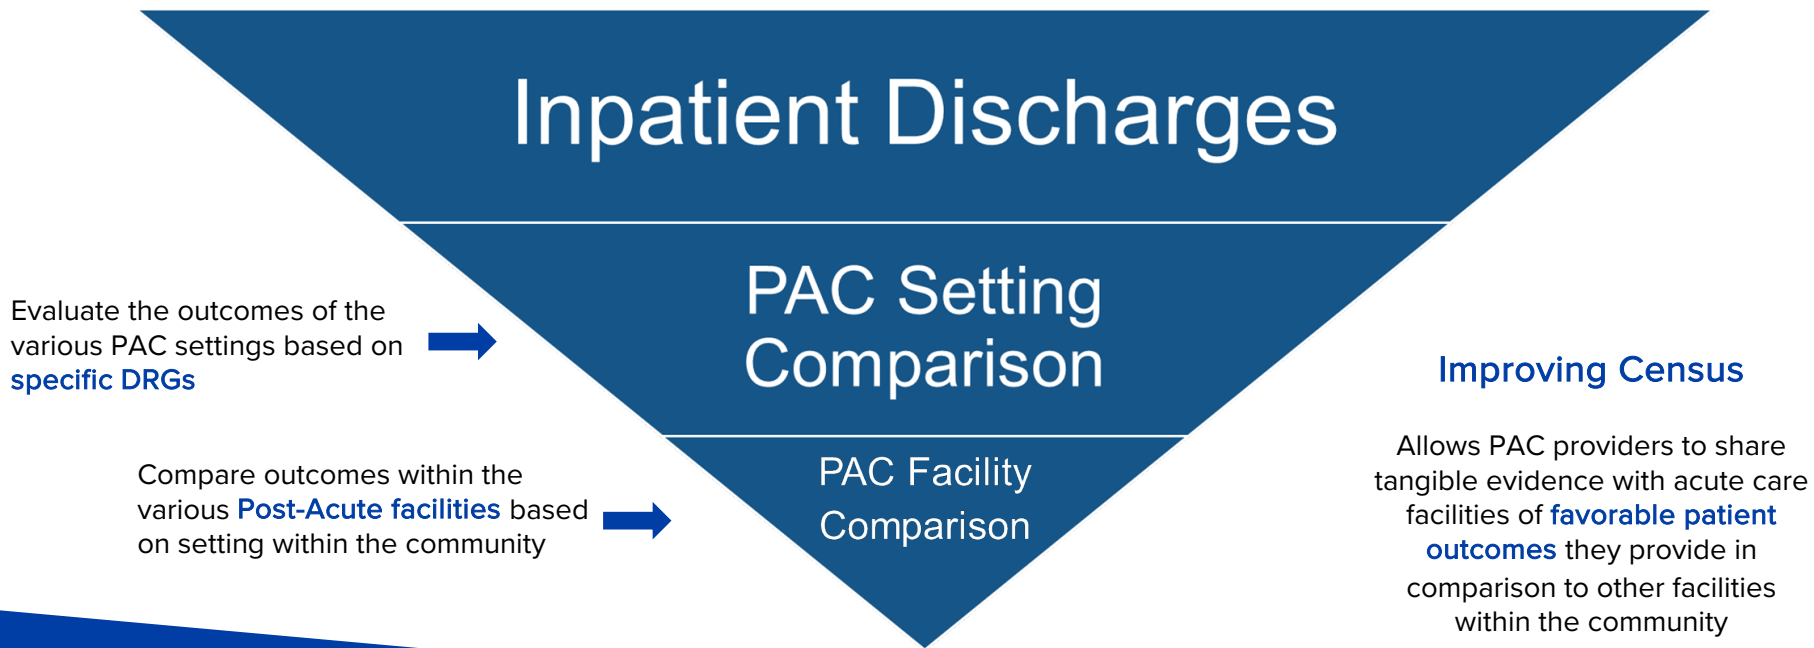 Inpatient Discharges
PAC Setting
Comparison
PAC Facility
Comparison
Evaluate the outcomes of the
various PAC settings based on
specific DRGs
Compare outcomes within the
various Post-Acute facilities based
on setting within the community
Improving Census
Allows PAC providers to share
tangible evidence with acute care
facilities of favorable patient
outcomes they provide in
comparison to other facilities
within the community